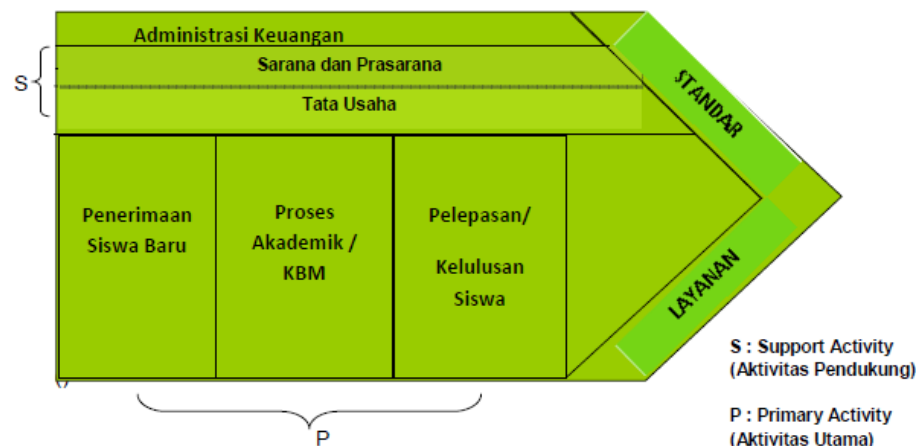 Administrasi Keuangan
Sarana dan Prasarana
Tata Usaha
S
STANDAR
Penerimaan
Siswa Baru
Proses
Akademik /
KBM
Pelepasan/
Kelulusan
Siswa
LAYANAN
P
S : Support Activity
(Aktivitas Pendukung)
P : Primary Activity
(Aktivitas Utama)